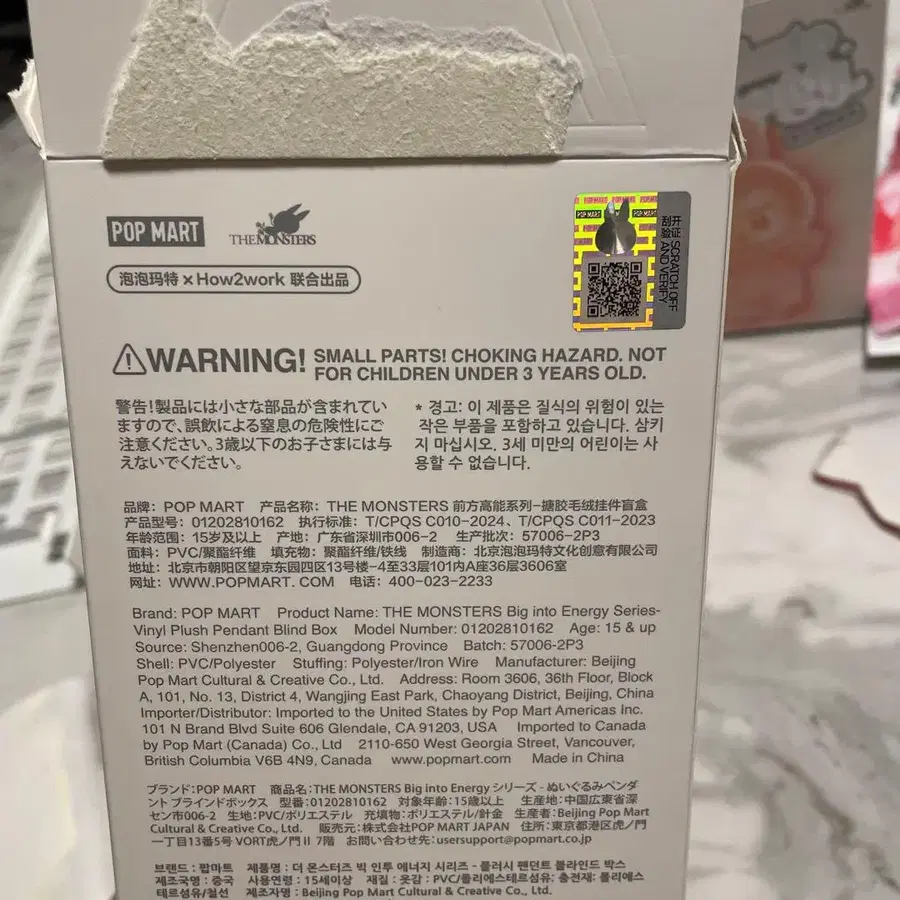 POP MART
THE MONSTERS
泡泡玛特 × How2work 联合出品
POP MART
POP MART
刮验
开逛
SCRATCH OFF
AND VERIFY
WARNING! SMALL PARTS! CHOKING HAZARD. NOT
FOR CHILDREN UNDER 3 YEARS OLD.
警告!製品には小さな部品が含まれてい
ますので、誤飲による窒息の危険性にご
注意ください。3歳以下のお子さまには与
えないでください。
* 경고: 이 제품은 질식의 위험이 있는
작은 부품을 포함하고 있습니다. 삼키
지 마십시오. 3세 미만의 어린이는 사
용할 수 없습니다.
品牌: POP MART 产品名称: THE MONSTERS 前方高能系列-搪胶毛绒挂件盲盒
产品型号: 01202810162 执行标准: T/CPQS C010-2024、T/CPQS C011-2023
年龄范围: 15岁及以上 产地: 广东省深圳市006-2 生产批次: 57006-2P3
面料: PVC/聚酯纤维 填充物: 聚酯纤维/铁线 制造商: 北京泡泡玛特文化创意有限公司
地址: 北京市朝阳区望京东园四区13号楼-4至33层101内A座36层3606室
网址: WWW.POPMART. COM 电话: 400-023-2233
Brand: POP MART Product Name: THE MONSTERS Big into Energy Series-
Vinyl Plush Pendant Blind Box Model Number: 01202810162 Age: 15 & up
Source: Shenzhen006-2, Guangdong Province Batch: 57006-2P3
Shell: PVC/Polyester Stuffing: Polyester/Iron Wire Manufacturer: Beijing
Pop Mart Cultural & Creative Co., Ltd. Address: Room 3606, 36th Floor, Block
A, 101, No. 13, District 4, Wangjing East Park, Chaoyang District, Beijing, China
Importer/Distributor: Imported to the United States by Pop Mart Americas Inc.
101 N Brand Blvd Suite 606 Glendale, CA 91203, USA Imported to Canada
by Pop Mart (Canada) Co., Ltd 2110-650 West Georgia Street, Vancouver,
British Columbia V6B 4N9, Canada www.popmart.com Made in China
ブランド:POP MART 商品名:THE MONSTERS Big into Energy シリーズ - ぬいぐるみペンダ
ント ブラインドボックス 型番:01202810162 対象年齢:15歳以上 生産地:中国広東省深
セン市006-2 生地:PVC/ポリエステル 充填物:ポリエステル/針金 生産者:Beijing Pop Mart
Cultural & Creative Co., Ltd. 販売元:株式会社POP MART JAPAN 住所:東京都港区虎ノ門
一丁目13番5号 VORT虎ノ門Ⅱ 7階 お問い合わせ先:usersupport@popmart.co.jp
브랜드 : 팝마트 제품명 : 더 몬스터즈 빅 인투 에너지 시리즈 - 플러시 펜던트 블라인드 박스
제조국명 : 중국 사용연령 : 15세이상 재질 : 옷감 : PVC/폴리에스테르섬유: 충전재: 폴리에스
테르섬유/철선 제조자명 : Beijing Pop Mart Cultural & Creative Co., Ltd.